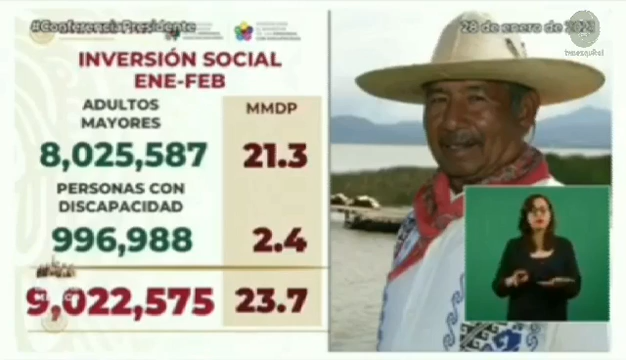 #ConferenciaPresidente
28 de enero de 2021
INVERSIÓN SOCIAL
ENE-FEB
ADULTOS
MAYORES
MMDP
8,025,587
21.3
PERSONAS CON
DISCAPACIDAD
996,988
2.4
9,022,575
23.7